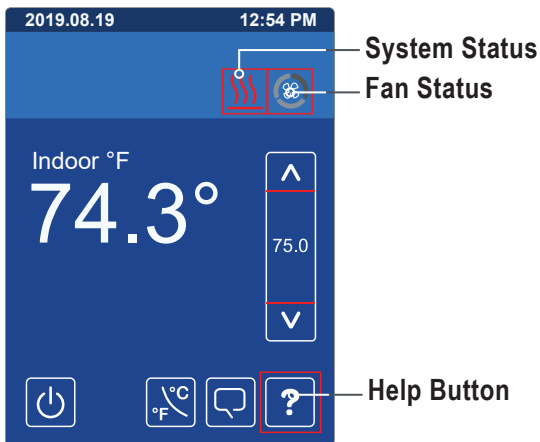 2019.08.19 12:54 PM
System Status
Fan Status
Indoor °F
74.3°
75.0
°F °C
?
Help Button